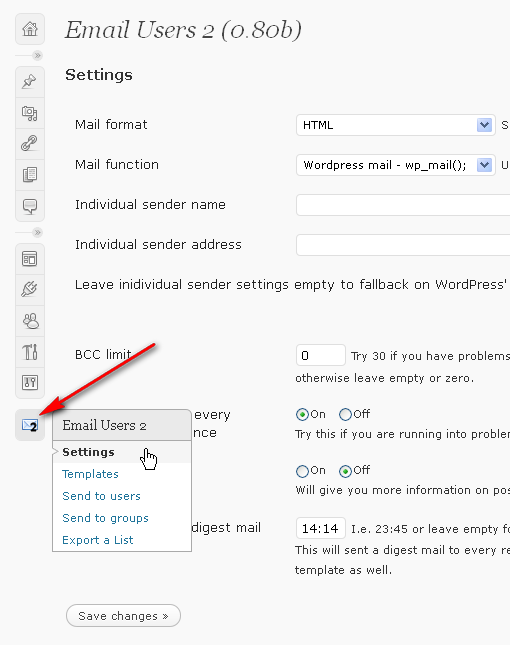 Email Users 2 (0.80b)
Settings
Mail format
HTML
S
Mail function
Wordpress mail - wp_mail();
U
Individual sender name
Individual sender address
Leave inidividual sender settings empty to fallback on WordPress'
BCC limit
0
Try 30 if you have problems
otherwise leave empty or zero.
every
nce
On
Off
Try this if you are running into probler
On
Off
Will give you more information on pos
digest mail
14:14
I.e. 23:45 or leave empty fo
This will sent a digest mail to every re
template as well.
Email Users 2
Settings
Templates
Send to users
Send to groups
Export a List
Save changes »